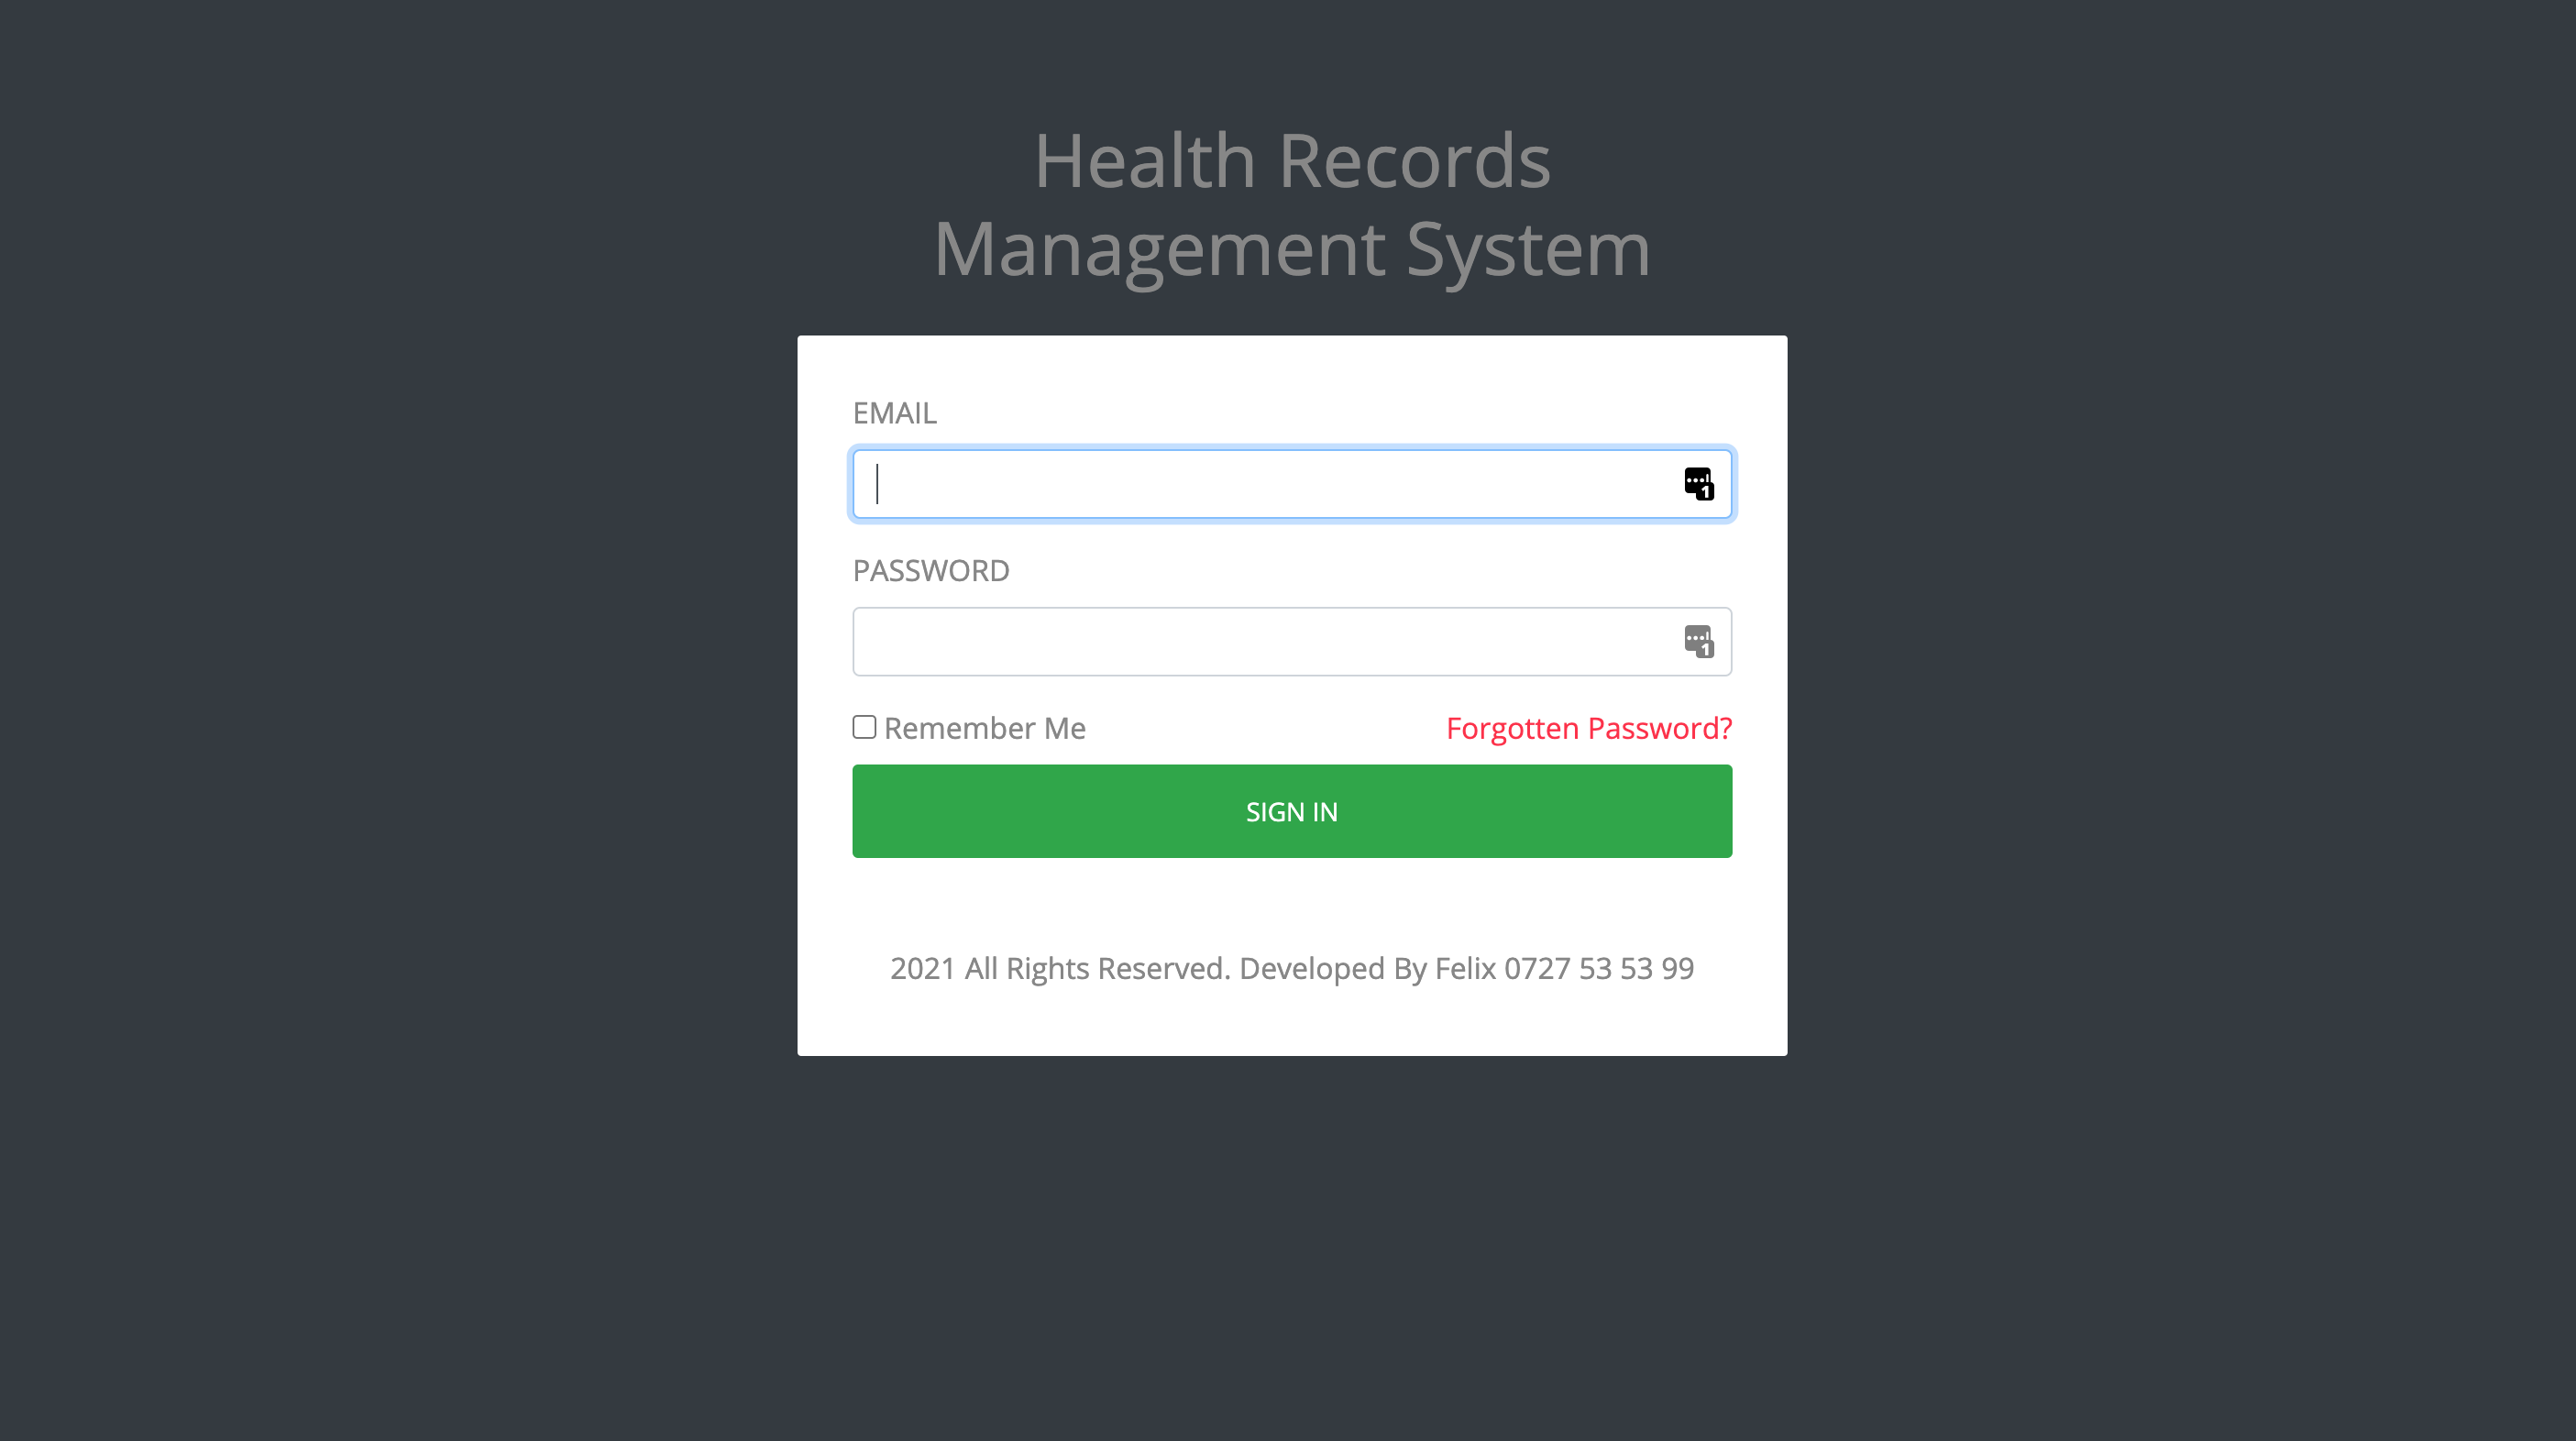 Health Records
Management System
EMAIL
PASSWORD
Remember Me
Forgotten Password?
SIGN IN
2021 All Rights Reserved. Developed By Felix 0727 53 53 99